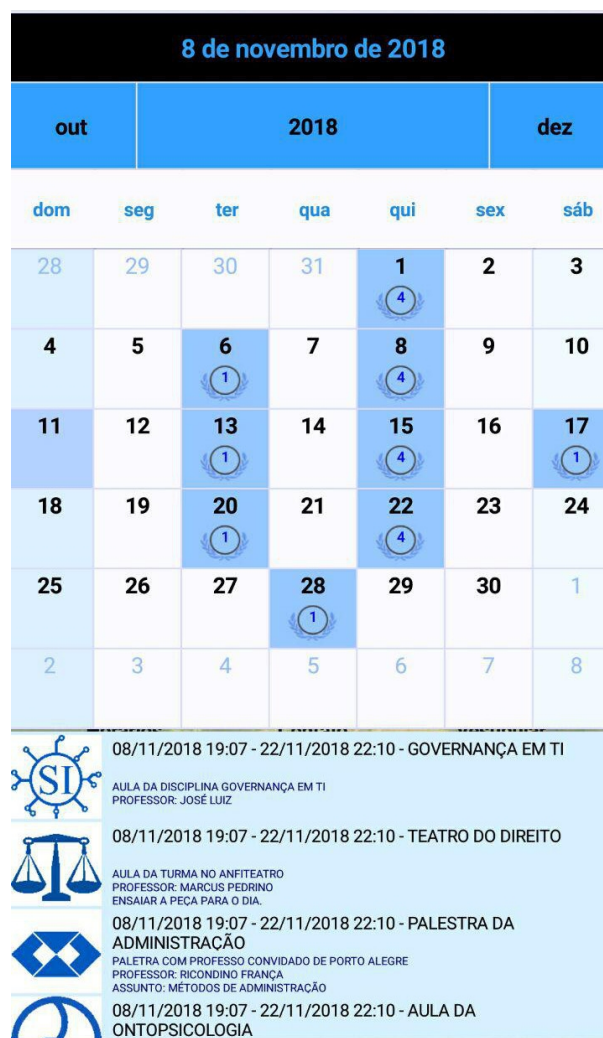 8 de novembro de 2018
out 2018 dez
dom seg ter qua qui sex sáb
28 29 30 31 1 2 3
4
4 5 6 7 8 9 10
1 4
11 12 13 14 15 16 17
1 4 1
18 19 20 21 22 23 24
1 4
25 26 27 28 29 30 1
1
2 3 4 5 6 7 8
08/11/2018 19:07 - 22/11/2018 22:10 - GOVERNANÇA EM TI
SI
AULA DA DISCIPLINA GOVERNANÇA EM TI
PROFESSOR: JOSÉ LUIZ
08/11/2018 19:07 - 22/11/2018 22:10 - TEATRO DO DIREITO
AULA DA TURMA NO ANFITEATRO
PROFESSOR: MARCUS PEDRINO
ENSAIAR A PEÇA PARA O DIA.
08/11/2018 19:07 - 22/11/2018 22:10 - PALESTRA DA
ADMINISTRAÇÃO
PALETRA COM PROFESSO CONVIDADO DE PORTO ALEGRE
PROFESSOR: RICONDINO FRANÇA
ASSUNTO: MÉTODOS DE ADMINISTRAÇÃO
08/11/2018 19:07 - 22/11/2018 22:10 - AULA DA
ONTOPSICOLOGIA